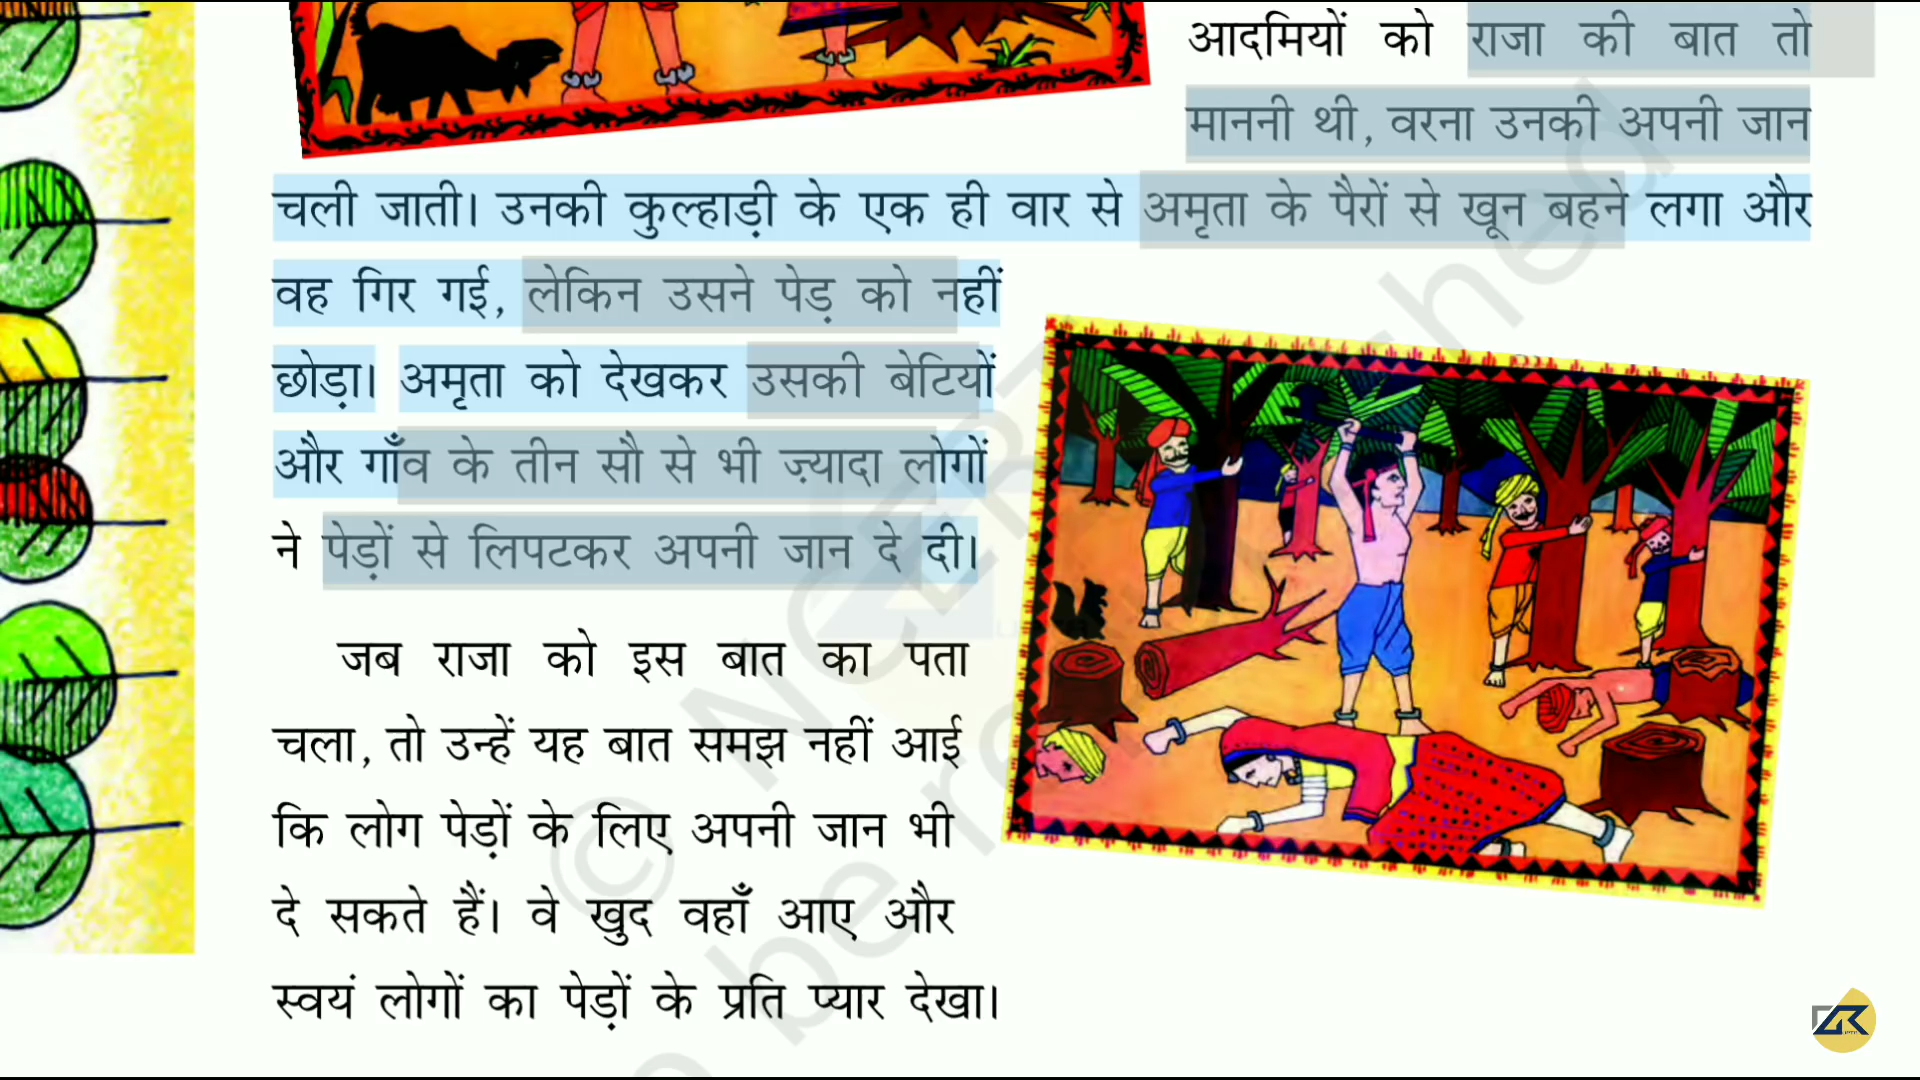 आदमियों को राजा की बात तो
माननी थी, वरना उनकी अपनी जान
चली जाती। उनकी कुल्हाड़ी के एक ही वार से अमृता के पैरों से खून बहने लगा और
वह गिर गई, लेकिन उसने पेड़ को नहीं
छोड़ा। अमृता को देखकर उसकी बेटियों
और गाँव के तीन सौ से भी ज़्यादा लोगों
ने पेड़ों से लिपटकर अपनी जान दे दी।
जब राजा को इस बात का पता
चला, तो उन्हें यह बात समझ नहीं आई
कि लोग पेड़ों के लिए अपनी जान भी
दे सकते हैं। वे खुद वहाँ आए और
स्वयं लोगों का पेड़ों के प्रति प्यार देखा।